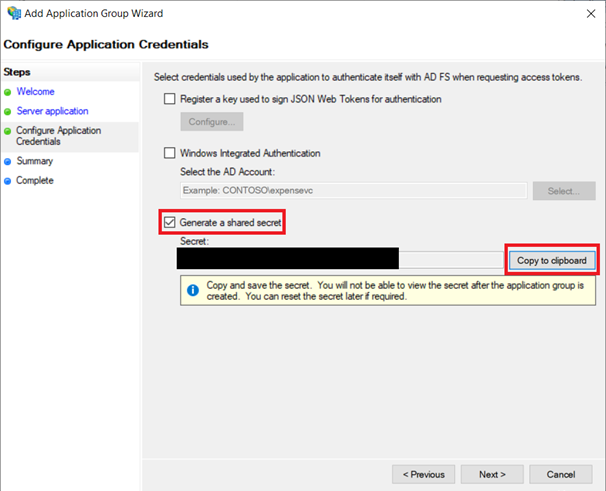 Add Application Group Wizard
Configure Application Credentials
Steps
Welcome
Server application
Configure Application
Credentials
Summary
Complete
Select credentials used by the application to authenticate itself with AD FS when requesting access tokens.
Register a key used to sign JSON Web Tokens for authentication
Configure...
Windows Integrated Authentication
Select the AD Account:
Example: CONTOSO\expensevc
Select...
Generate a shared secret
Secret:
Copy to clipboard
Copy and save the secret. You will not be able to view the secret after the application group is
created. You can reset the secret later if required.
< Previous
Next >
Cancel